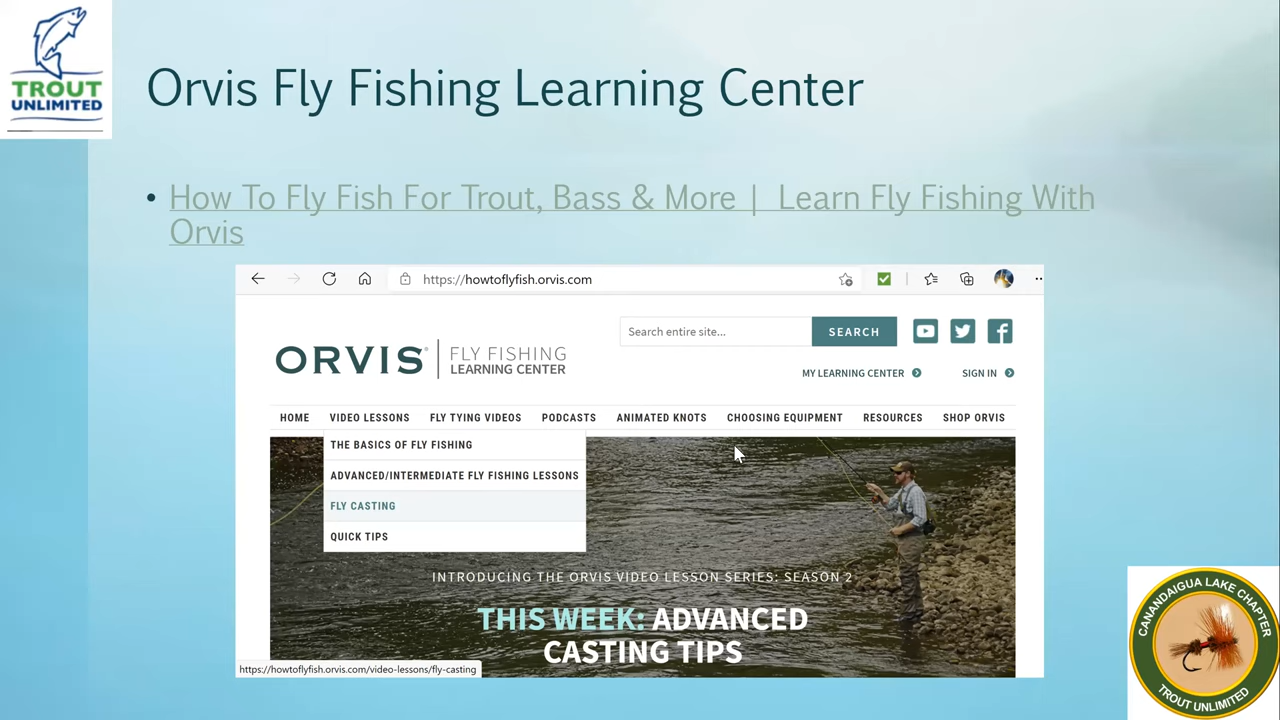 TROUT
UNLIMITED
Orvis Fly Fishing Learning Center
• How To Fly Fish For Trout, Bass & More | Learn Fly Fishing With
Orvis
https://howtoflyfish.orvis.com
Search entire site...
SEARCH
ORVIS® FLY FISHING
LEARNING CENTER
MY LEARNING CENTER
SIGN IN
HOME VIDEO LESSONS FLY TYING VIDEOS PODCASTS ANIMATED KNOTS CHOOSING EQUIPMENT RESOURCES SHOP ORVIS
THE BASICS OF FLY FISHING
ADVANCED/INTERMEDIATE FLY FISHING LESSONS
FLY CASTING
QUICK TIPS
INTRODUCING THE ORVIS VIDEO LESSON SERIES: SEASON 2
THIS WEEK: ADVANCED
CASTING TIPS
https://howtoflyfish.orvis.com/video-lessons/fly-casting
CANANDAIGUA LAKE CHAPTER
TROUT UNLIMITED